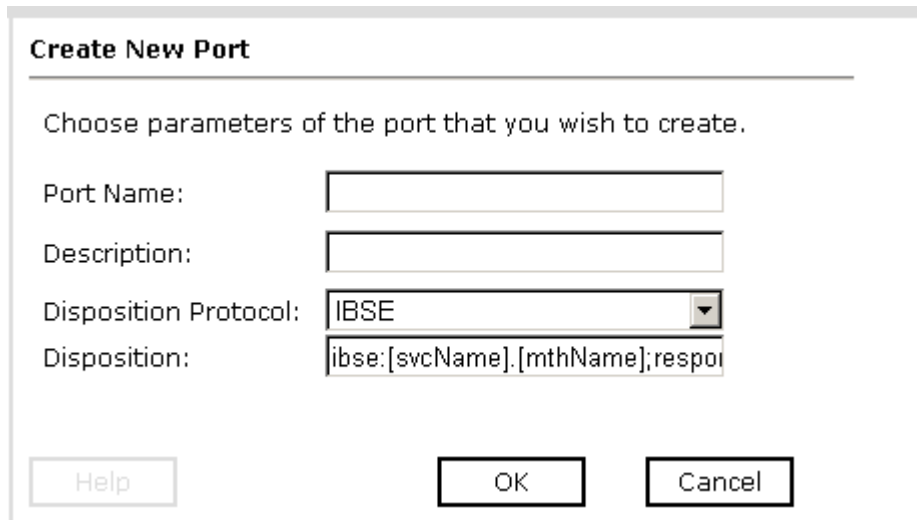 Create New Port
Choose parameters of the port that you wish to create.
Port Name:
Description:
Disposition Protocol: IBSE
Disposition: ibse:[svcName].[mthName];respon
Help OK Cancel